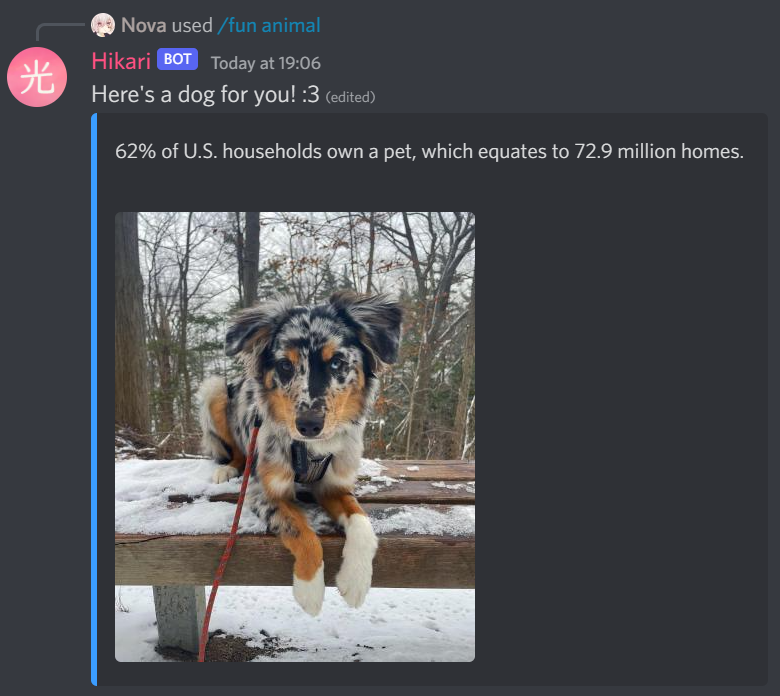 Nova used /fun animal
光
Hikari BOT Today at 19:06
Here's a dog for you! :3 (edited)
62% of U.S. households own a pet, which equates to 72.9 million homes.